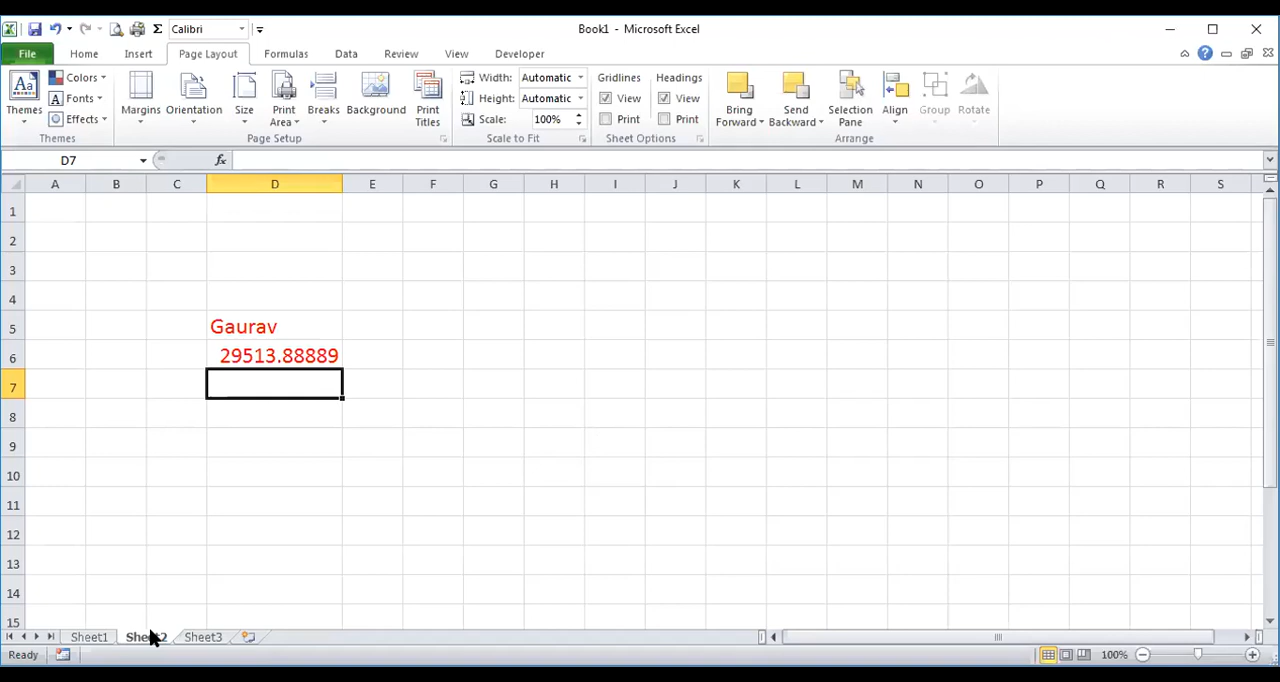 Calibri
Book1 - Microsoft Excel
File Home Insert Page Layout Formulas Data Review View Developer
Themes Colors Fonts Effects
Margins Orientation Size Print Area Breaks Background Print Titles
Width: Automatic
Height: Automatic
Scale: 100%
Gridlines Headings
View View
Print Print
Bring Forward Send Backward Selection Pane Align Group Rotate
Themes Page Setup Scale to Fit Sheet Options Arrange
D7 fx
A B C D E F G H I J K L M N O P Q R S
1
2
3
4
5 Gaurav
6 29513.88889
7
8
9
10
11
12
13
14
15
Sheet1 Sheet2 Sheet3
Ready 100%